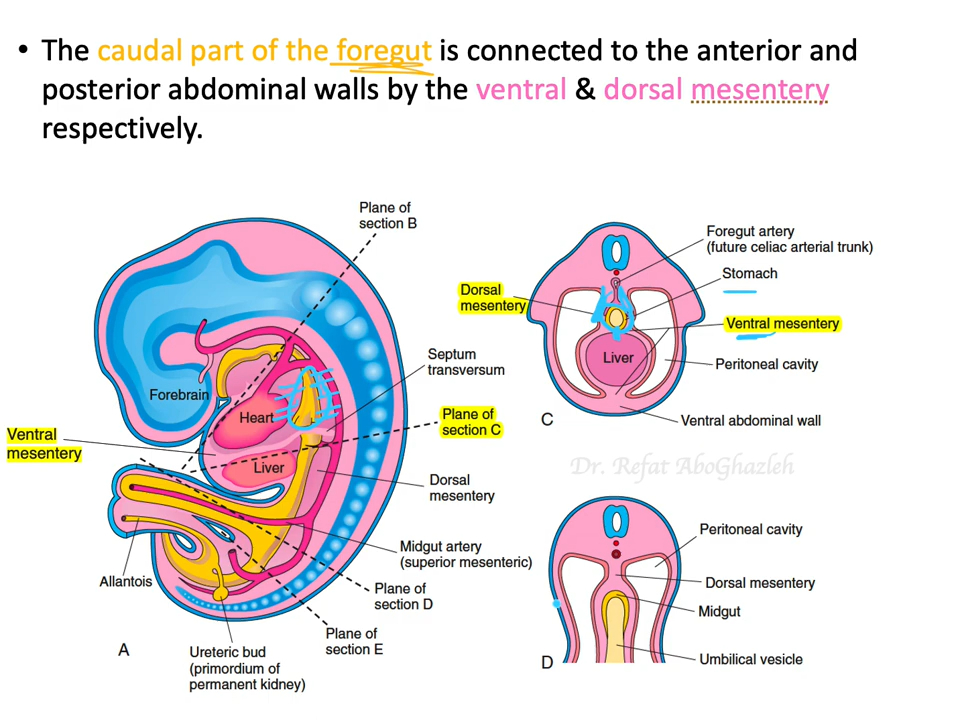 • The caudal part of the foregut is connected to the anterior and
posterior abdominal walls by the ventral & dorsal mesentery
respectively.
Plane of
section B
Forebrain
Heart
Septum
transversum
Plane of
section C
Ventral
mesentery
Liver
Dorsal
mesentery
Midgut artery
(superior mesenteric)
Allantois
Plane of
section D
Plane of
section E
A
Ureteric bud
(primordium of
permanent kidney)
Foregut artery
(future celiac arterial trunk)
Stomach
Dorsal
mesentery
Ventral mesentery
Liver
Peritoneal cavity
C
Ventral abdominal wall
Dr. Refat AboGhazleh
Peritoneal cavity
Dorsal mesentery
Midgut
D
Umbilical vesicle